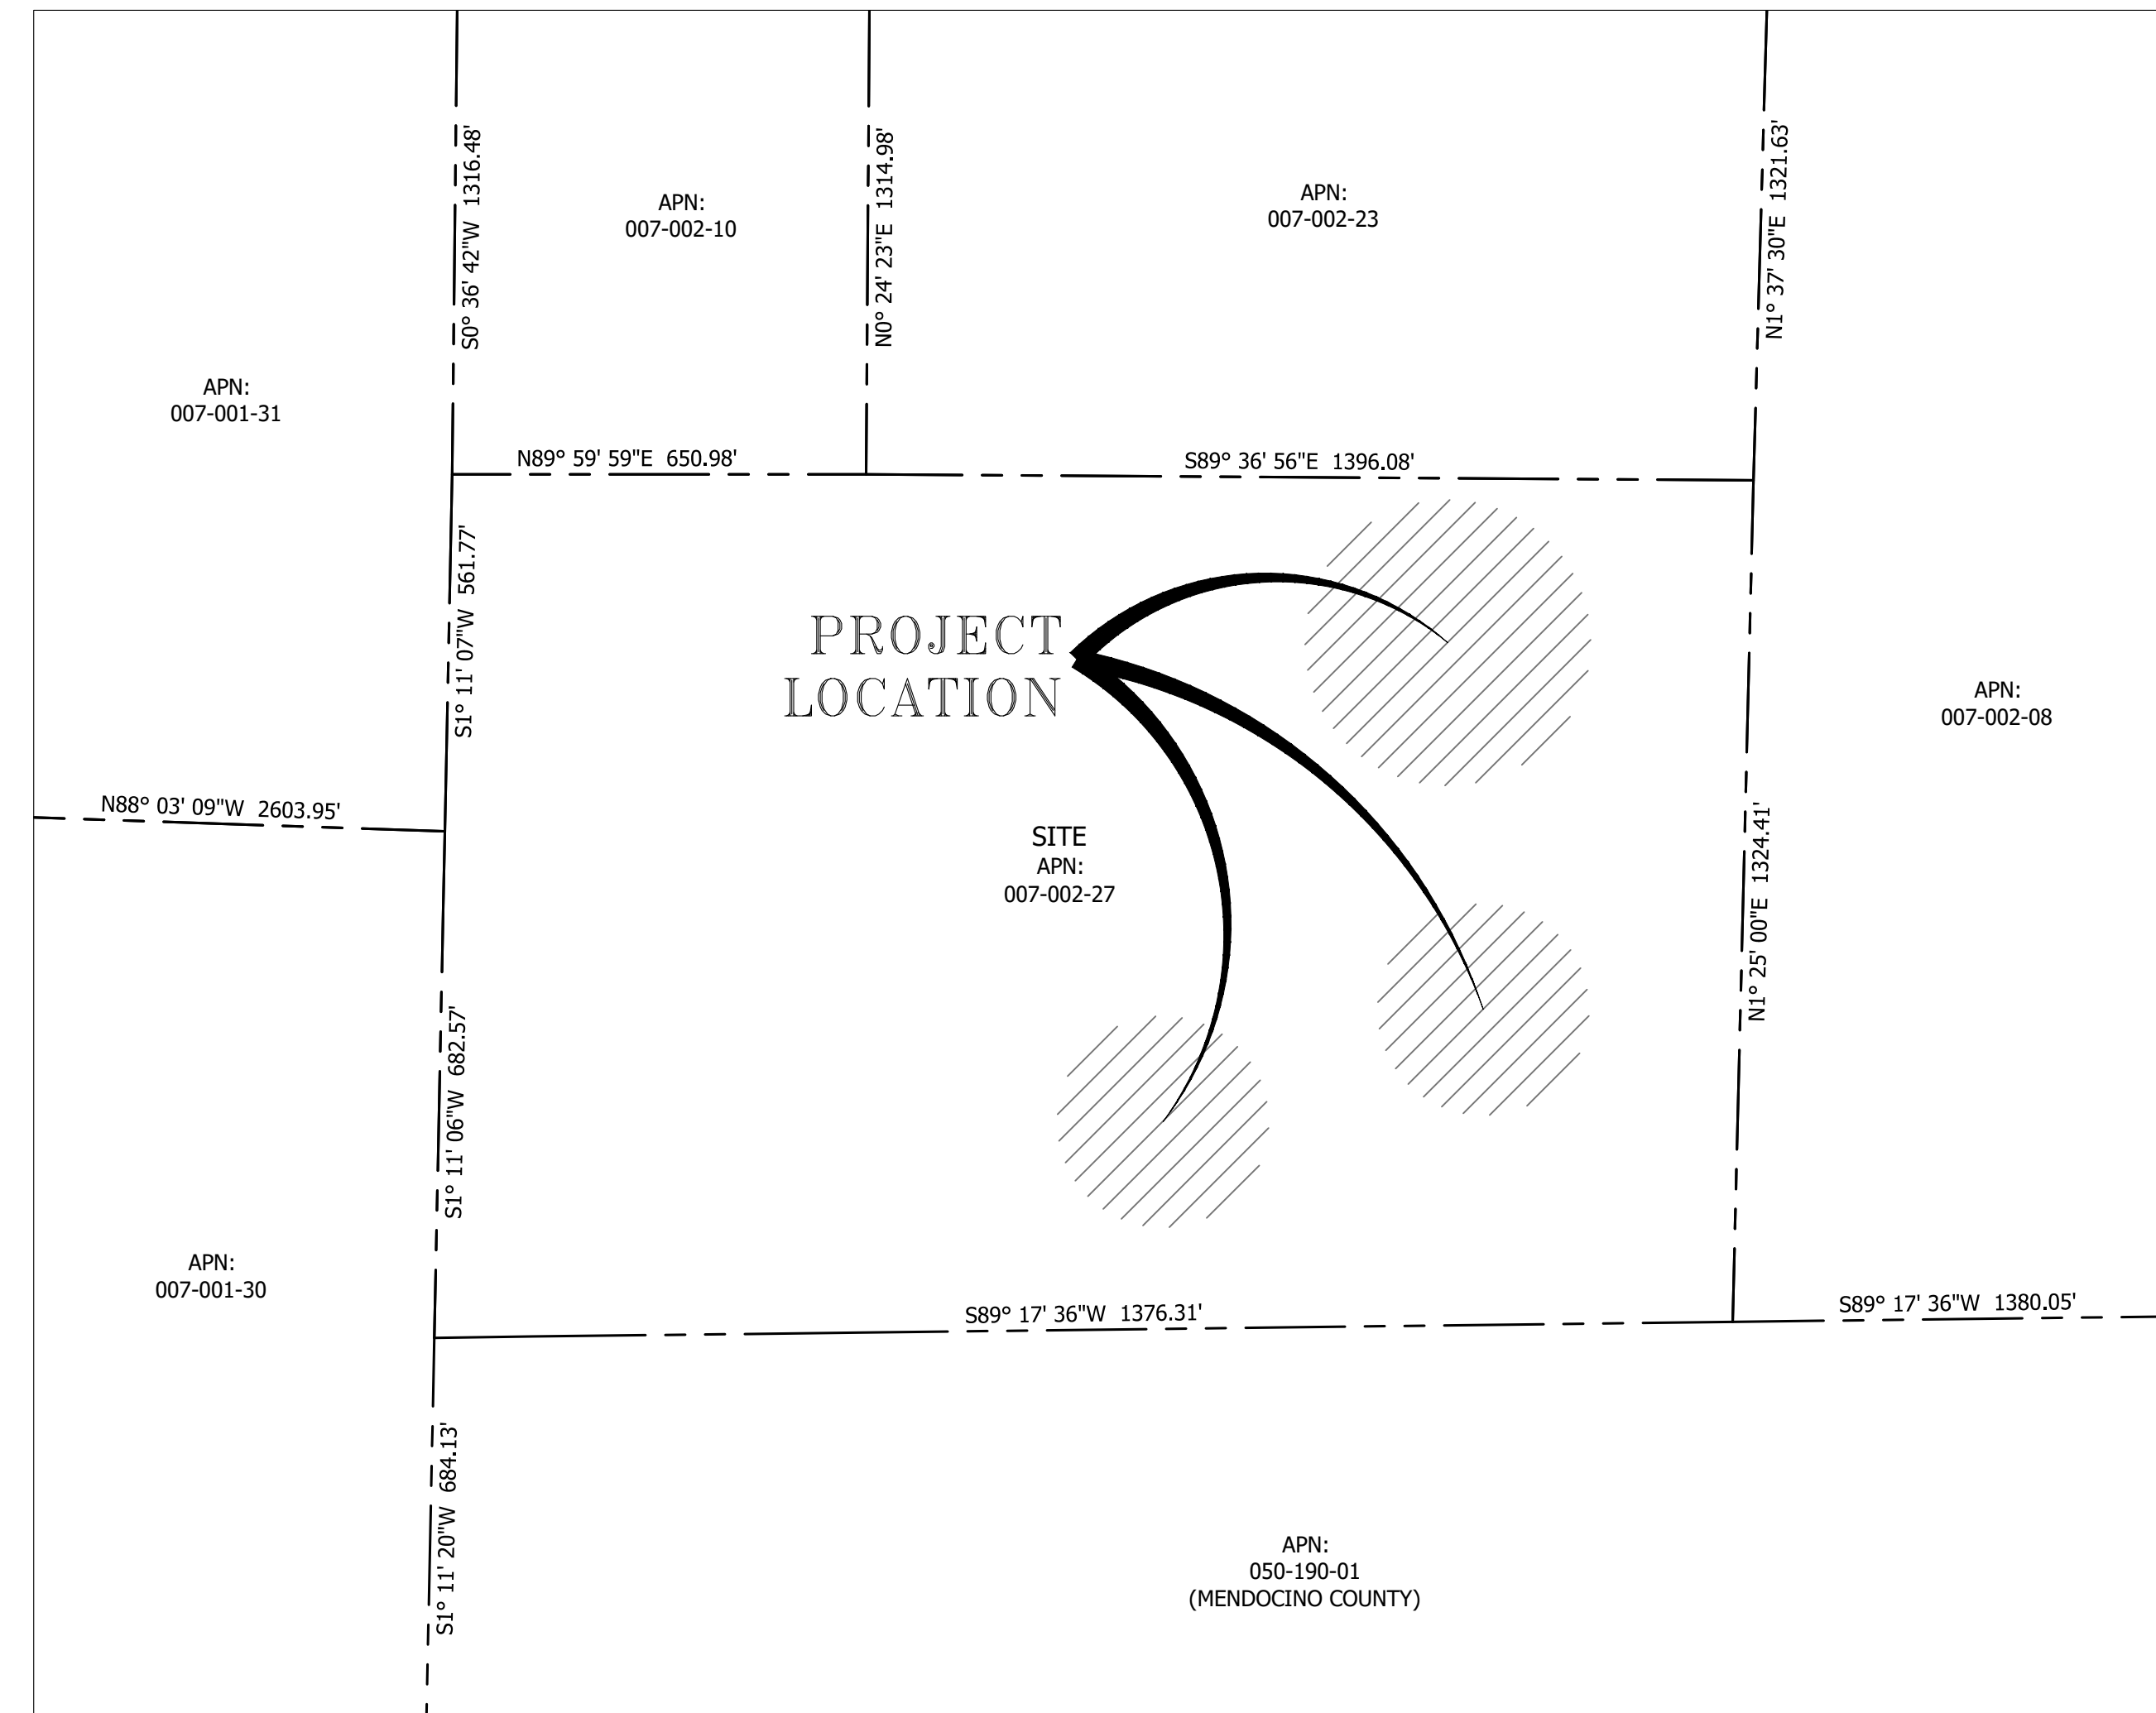 S0° 36' 42"W  1316.48'
APN:
007-002-10
N0° 24' 23"E  1314.98'
APN:
007-002-23
N1° 37' 30"E  1321.63'
APN:
007-001-31
N89° 59' 59"E  650.98'
S89° 36' 56"E  1396.08'
S1° 11' 07"W  561.77'
PROJECT
LOCATION
APN:
007-002-08
N88° 03' 09"W  2603.95'
SITE
APN:
007-002-27
N1° 25' 00"E  1324.41'
S1° 11' 06"W  682.57'
APN:
007-001-30
S89° 17' 36"W  1376.31'
S89° 17' 36"W  1380.05'
S1° 11' 20"W  684.13'
APN:
050-190-01
(MENDOCINO COUNTY)